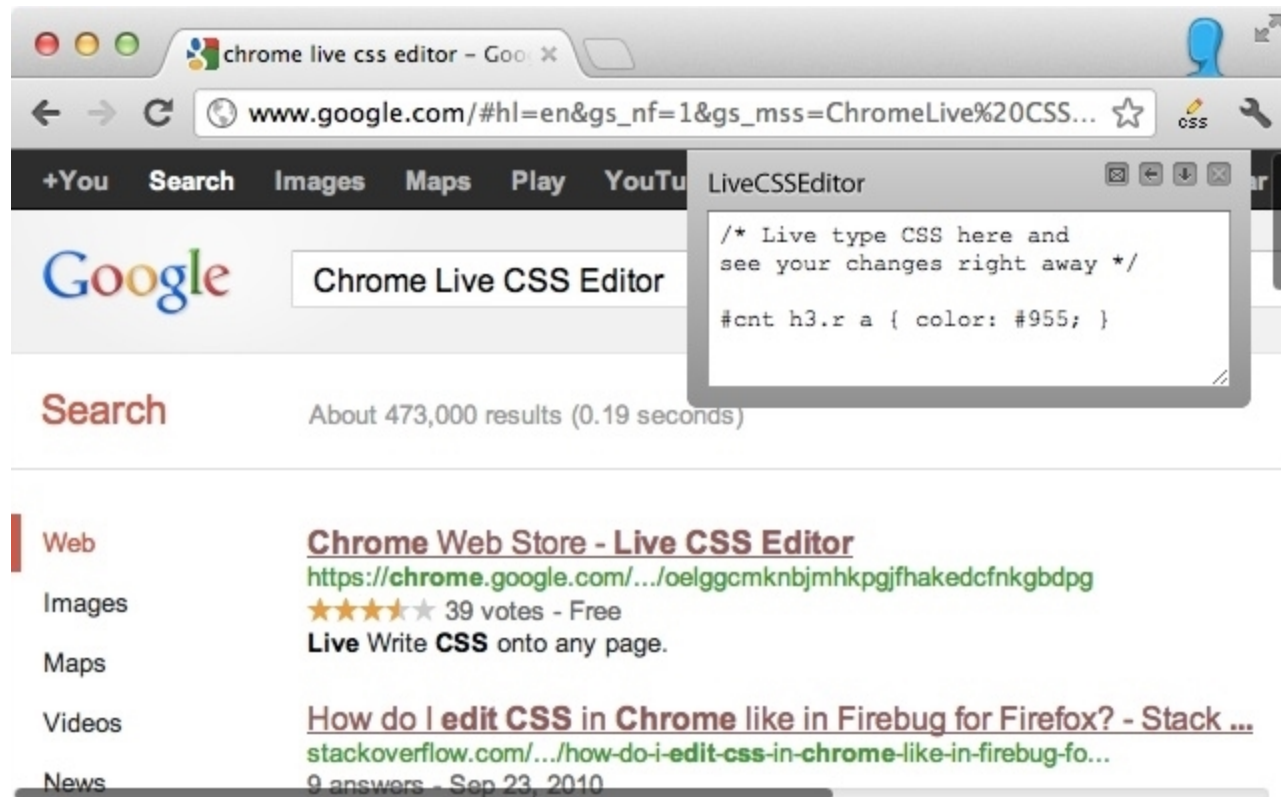 chrome live css editor – Goo
www.google.com/#hl=en&gs_nf=1&gs_mss=ChromeLive%20CSS...
css
+You Search Images Maps Play YouTu
LiveCSSEditor
/* Live type CSS here and
see your changes right away */
#cnt h3.r a { color: #955; }
Google
Chrome Live CSS Editor
Search
About 473,000 results (0.19 seconds)
Web
Images
Maps
Videos
News
Chrome Web Store - Live CSS Editor
https://chrome.google.com/.../oelggcmknbjmhkpgjfhakedcfnkgbdpg
39 votes - Free
Live Write CSS onto any page.
How do I edit CSS in Chrome like in Firebug for Firefox? - Stack ...
stackoverflow.com/.../how-do-i-edit-css-in-chrome-like-in-firebug-fo...
9 answers - Sep 23, 2010